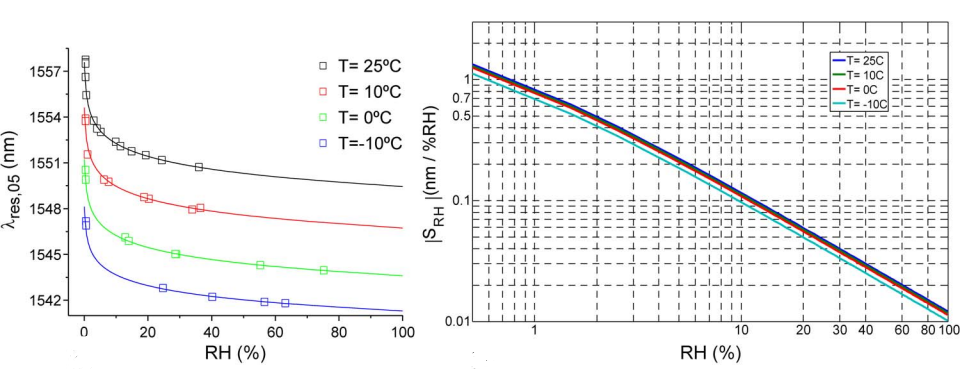 1557
1554
1551
1548
1545
1542
λres,05 (nm)
0
20
40
60
80
100
RH (%)
T= 25ºC
T= 10ºC
T= 0ºC
T=-10ºC
1
0.7
0.5
0.1
0.01
|SRH |(nm / %RH)
1
10
20
30
40
60
80
100
RH (%)
T= 25C
T= 10C
T= 0C
T= -10C